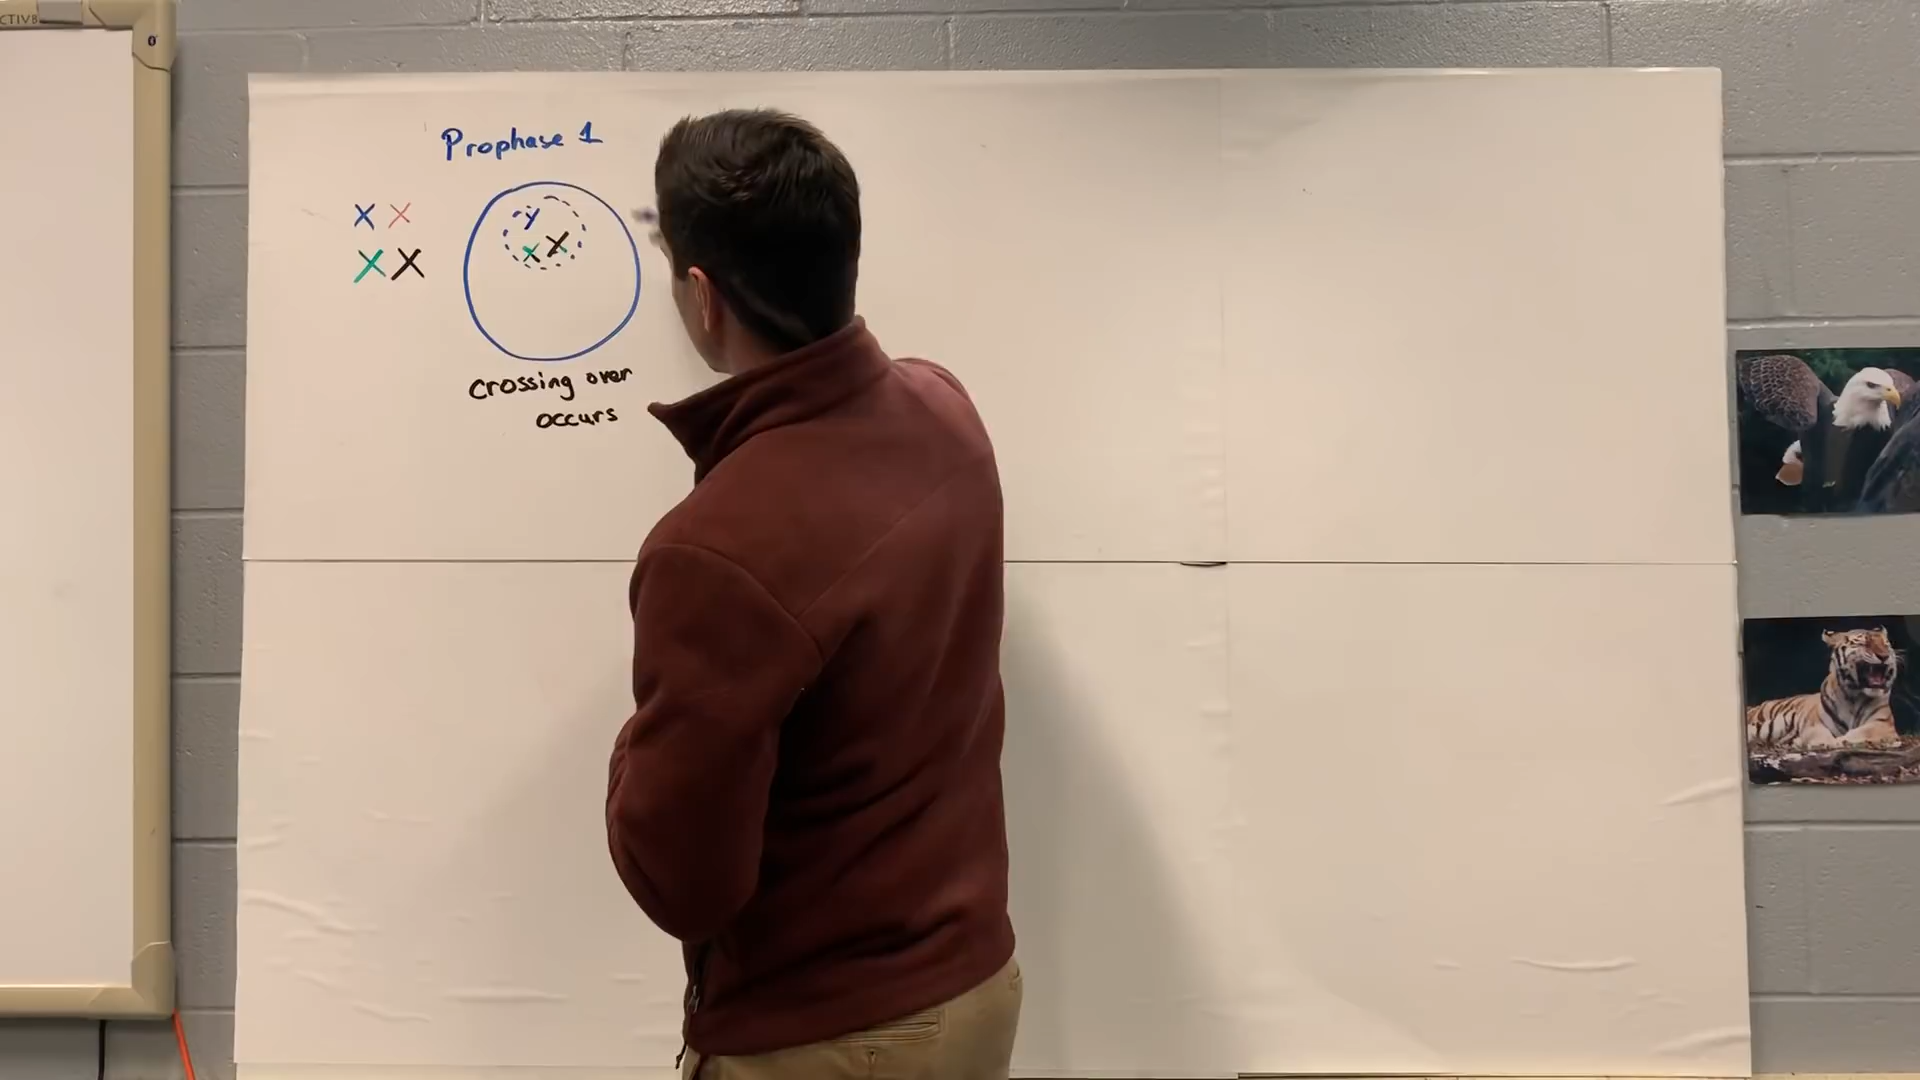 Prophase 1
X X
X X
crossing over
occurs